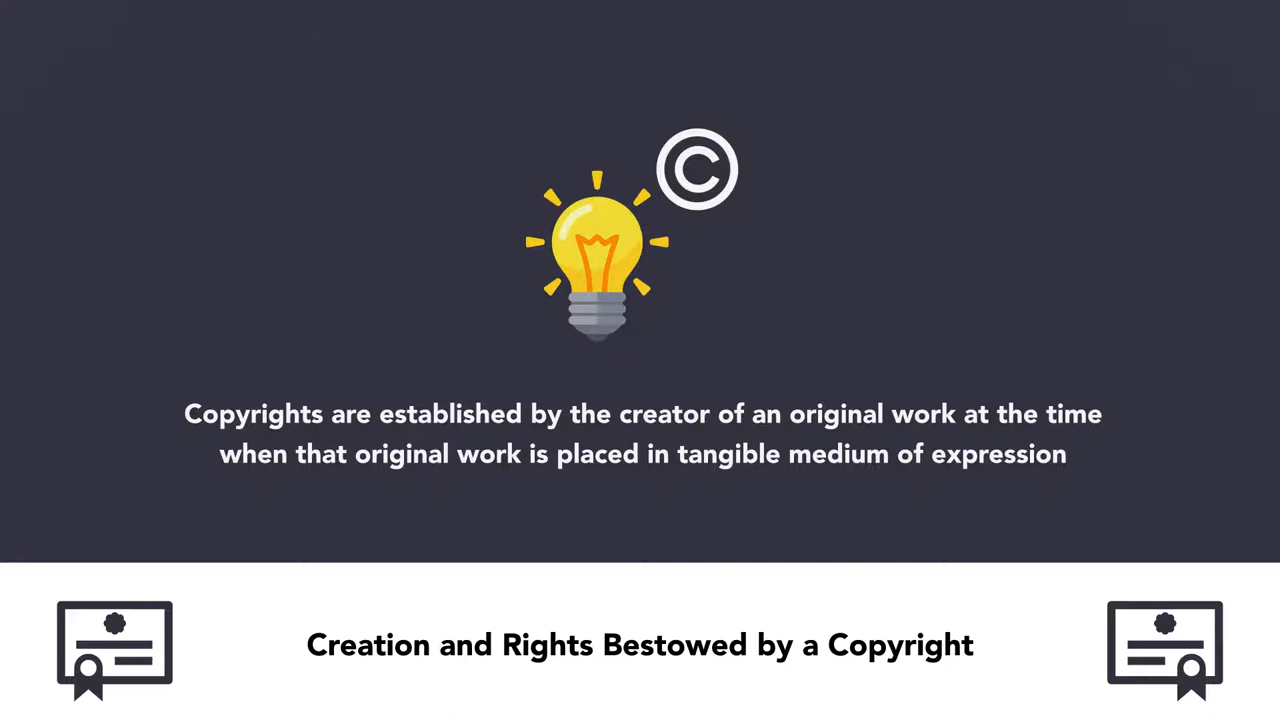 ©
Copyrights are established by the creator of an original work at the time
when that original work is placed in tangible medium of expression
Creation and Rights Bestowed by a Copyright